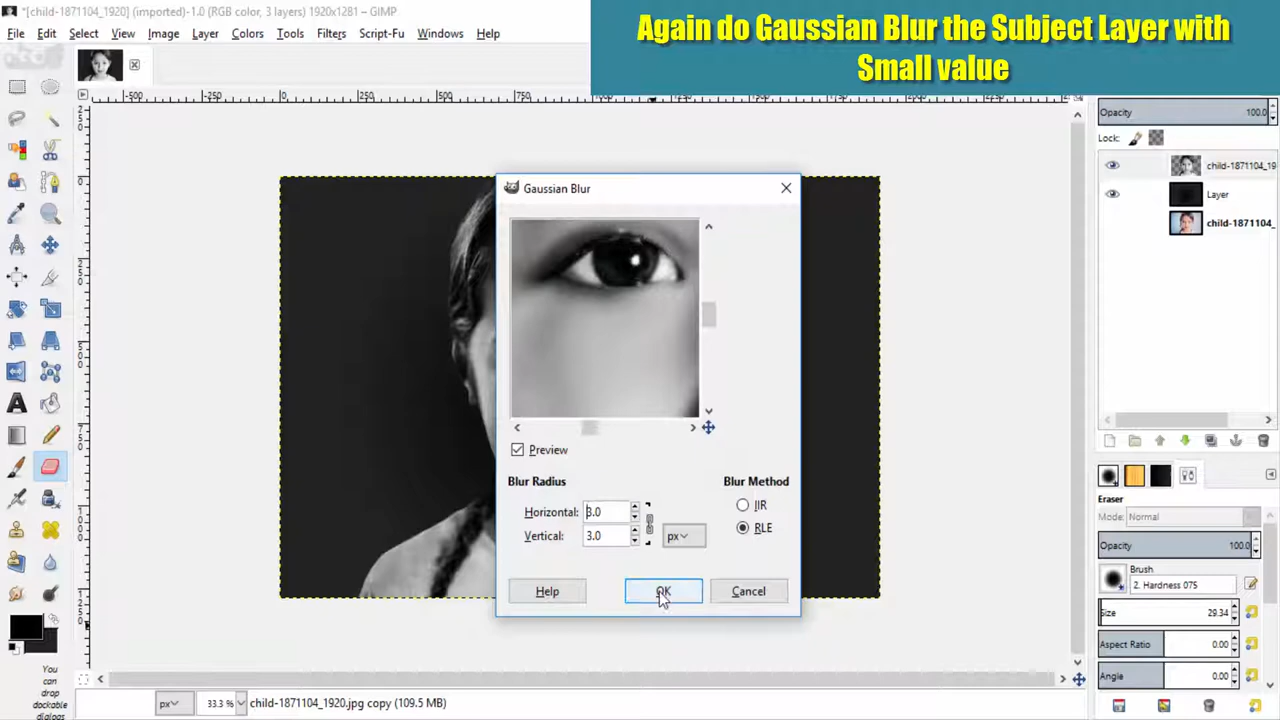 *[child-1871104_1920] (imported)-1.0 (RGB color, 3 layers) 1920x1281 – GIMP
Again do Gaussian Blur the Subject Layer with
Small value
File Edit Select View Image Layer Colors Tools Filters Script-Fu Windows Help
-500 -250 0 250 500
Opacity 100.0
Lock:
child-1871104_19
Layer
child-1871104_
Gaussian Blur
Preview
Blur Radius
Horizontal: 3.0
Vertical: 3.0
px
Blur Method
IIR
RLE
Help OK Cancel
Eraser
Mode: Normal
Opacity 100.0
Brush
2. Hardness 075
Size 29.34
Aspect Ratio 0.00
Angle 0.00
You
can
drop
dockable
dialogs
px 33.3 % child-1871104_1920.jpg copy (109.5 MB)